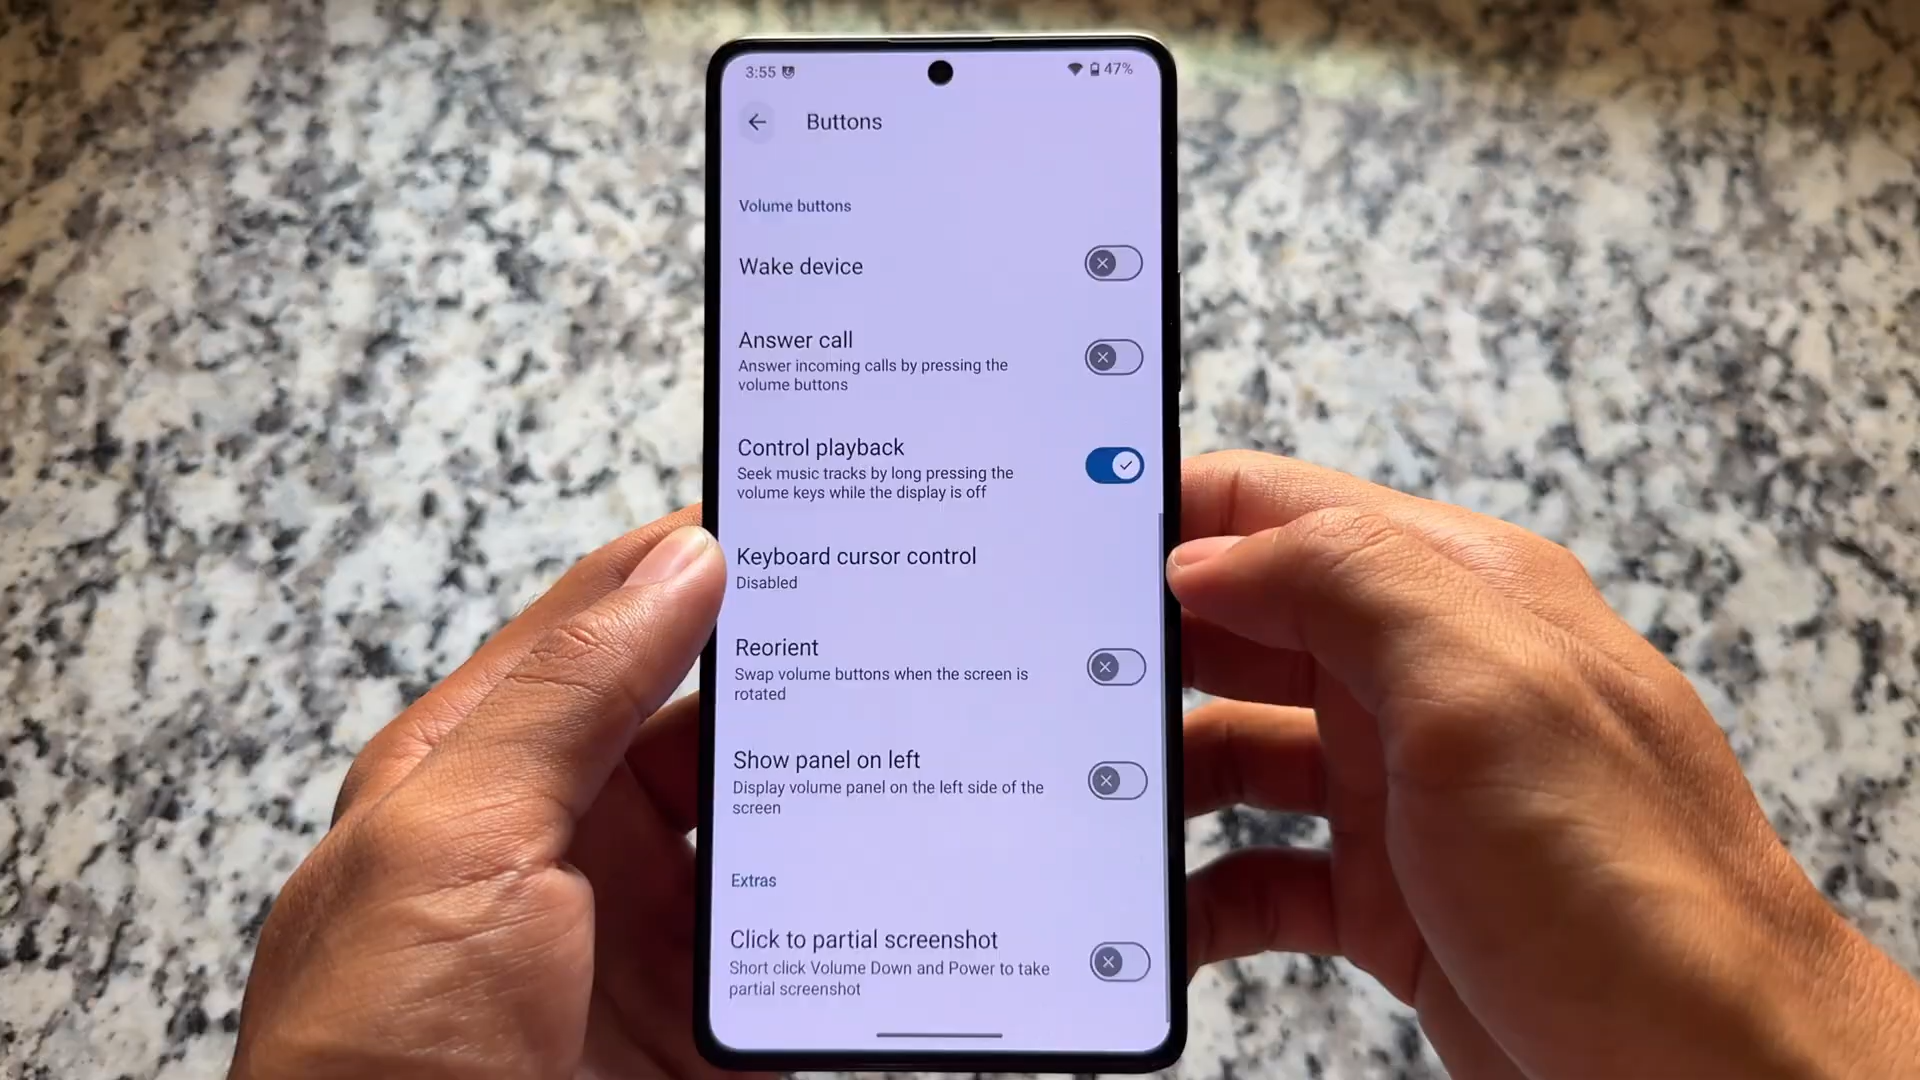 3:55
47%
Buttons
Volume buttons
Wake device
Answer call
Answer incoming calls by pressing the
volume buttons
Control playback
Seek music tracks by long pressing the
volume keys while the display is off
Keyboard cursor control
Disabled
Reorient
Swap volume buttons when the screen is
rotated
Show panel on left
Display volume panel on the left side of the
screen
Extras
Click to partial screenshot
Short click Volume Down and Power to take
partial screenshot